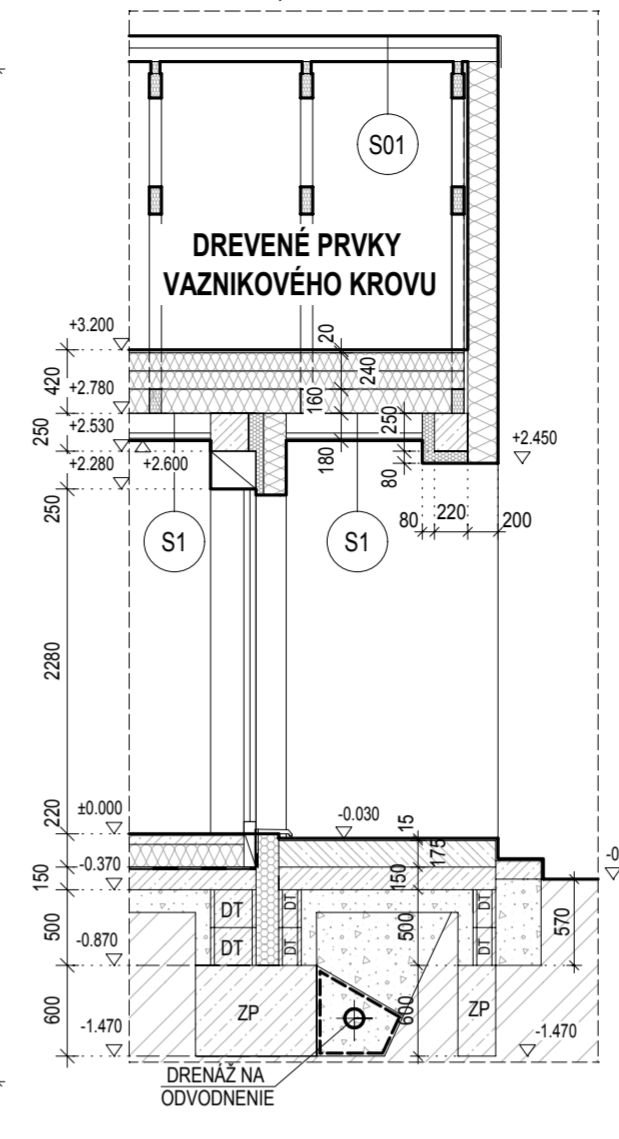 S01
DREVENÉ PRVKY
VAZNIKOVÉHO KROVU
+3.200
20
420
240
+2.780
160
250
+2.530
250
+2.450
+2.280
+2.600
180
80
250
80
220
200
S1
S1
2280
220
±0.000
-0.030
15
175
150
-0.370
150
-0
DT
DT
DT
DT
DT
DT
500
500
570
-0.870
600
ZP
600
ZP
-1.470
-1.470
DRENÁŽ NA
ODVODNENIE